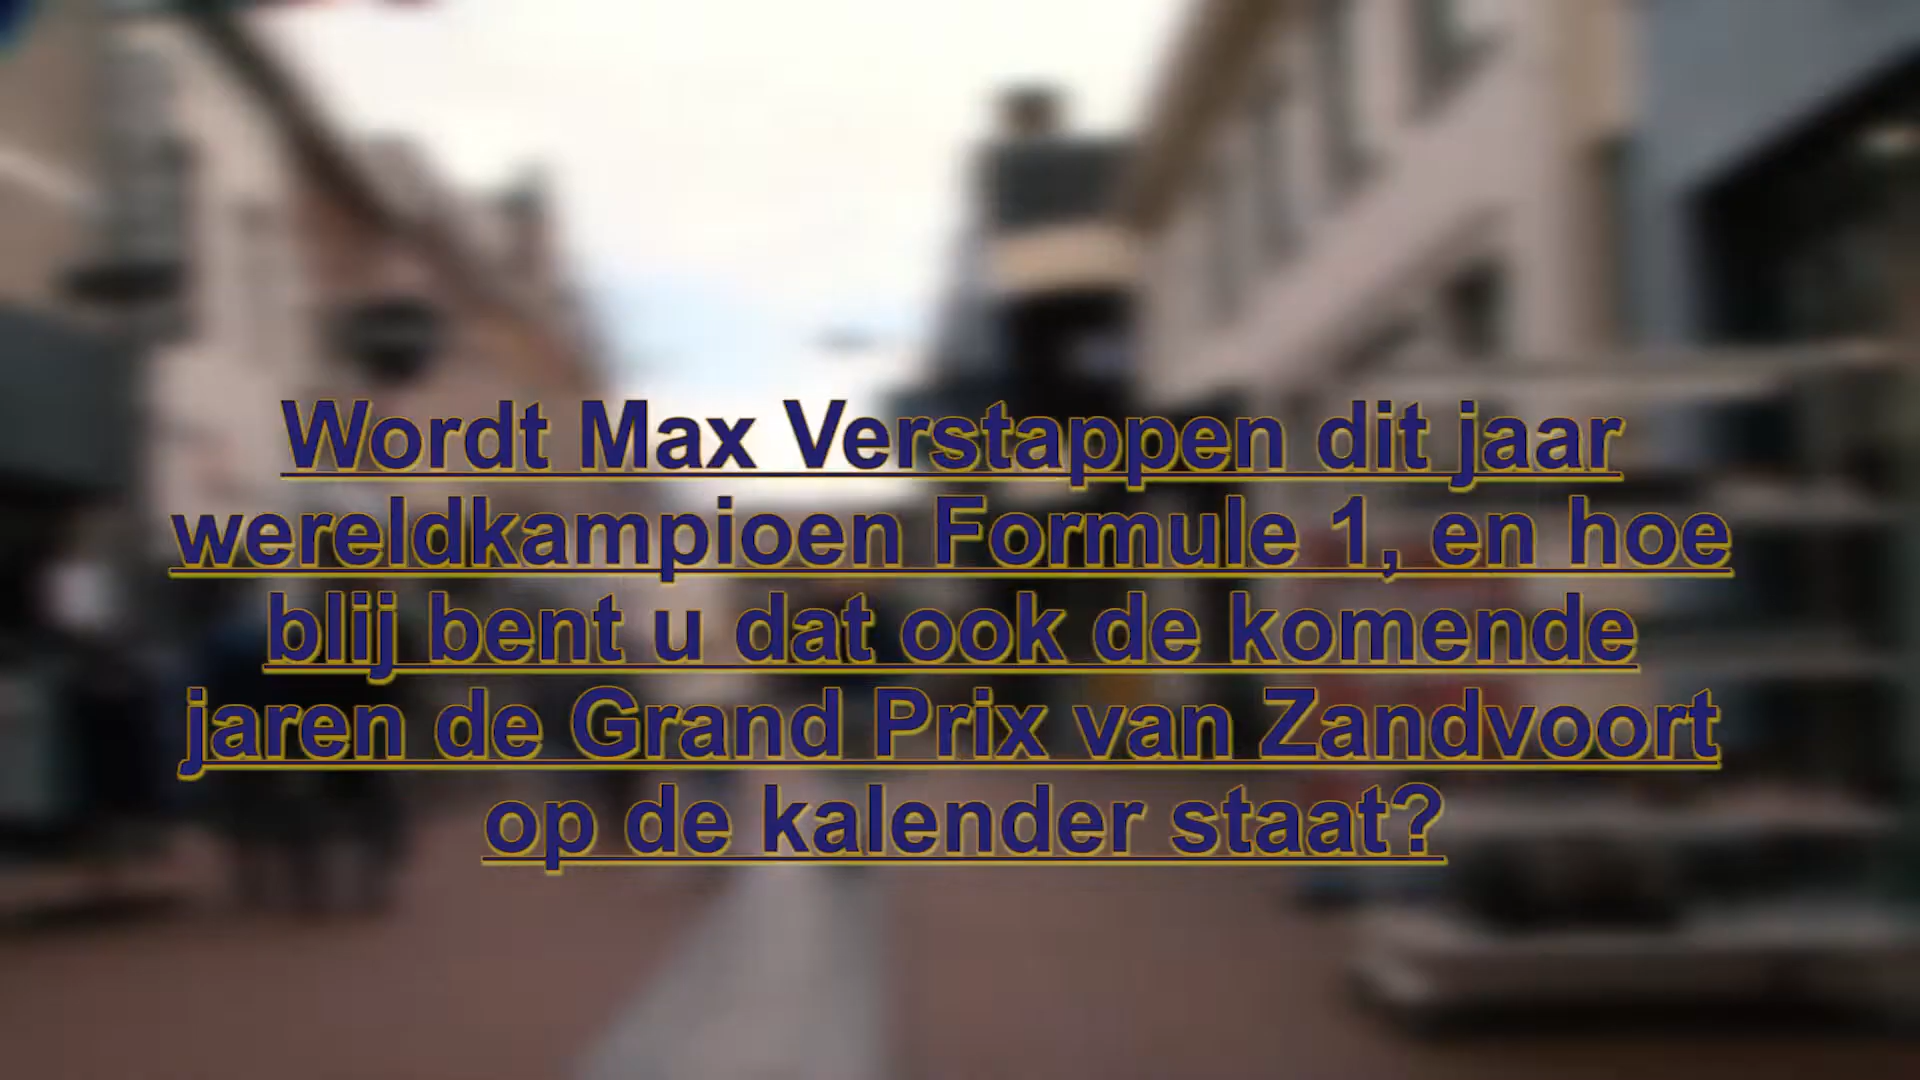 Wordt Max Verstappen dit jaar
wereldkampioen Formule 1, en hoe
blij bent u dat ook de komende
jaren de Grand Prix van Zandvoort
op de kalender staat?